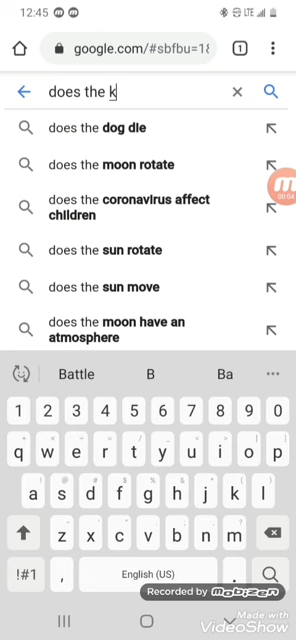 12:45 LTE
google.com/#sbfbu=18 1
does the k
does the dog die
does the moon rotate
does the coronavirus affect
children
does the sun rotate
does the sun move
does the moon have an
atmosphere
00:04
Battle B Ba
1 2 3 4 5 6 7 8 9 0
q w e r t y u i o p
a s d f g h j k l
z x c v b n m
!#1 , English (US) .
Recorded by mobizen
Made with
VideoShow